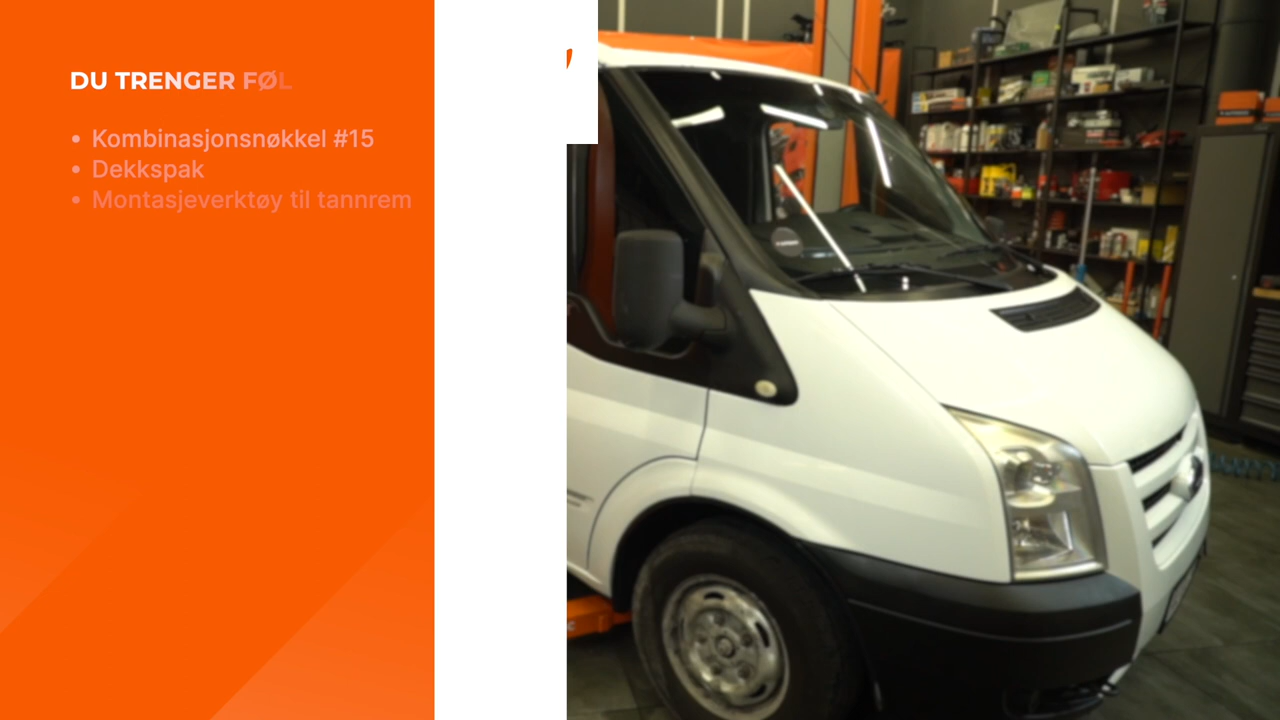 DU TRENGER FØL
• Kombinasjonsnøkkel #15
• Dekkspak
• Montasjeverktøy til tannrem